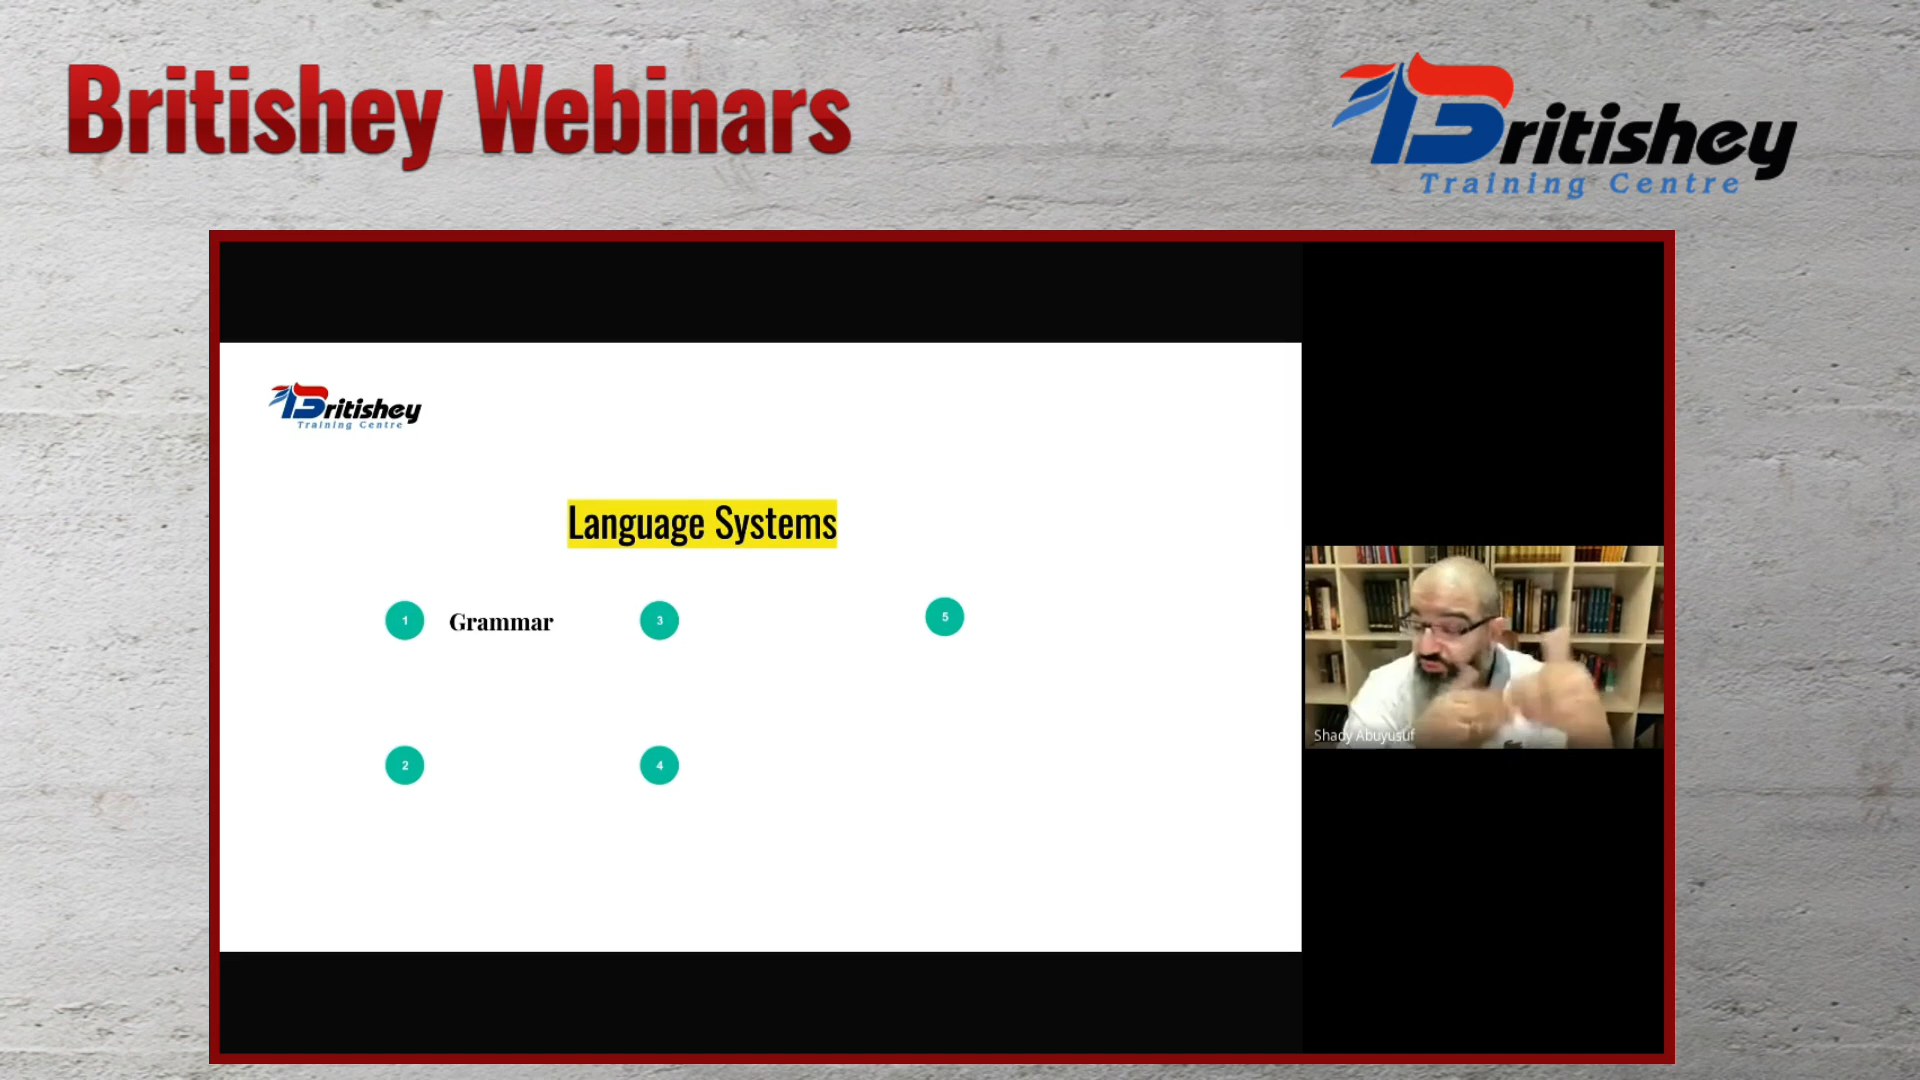 Britishey Webinars
Britishey
Training Centre
Britishey
Training Centre
Language Systems
1 Grammar
3
5
2
4
Shady Abuyusuf